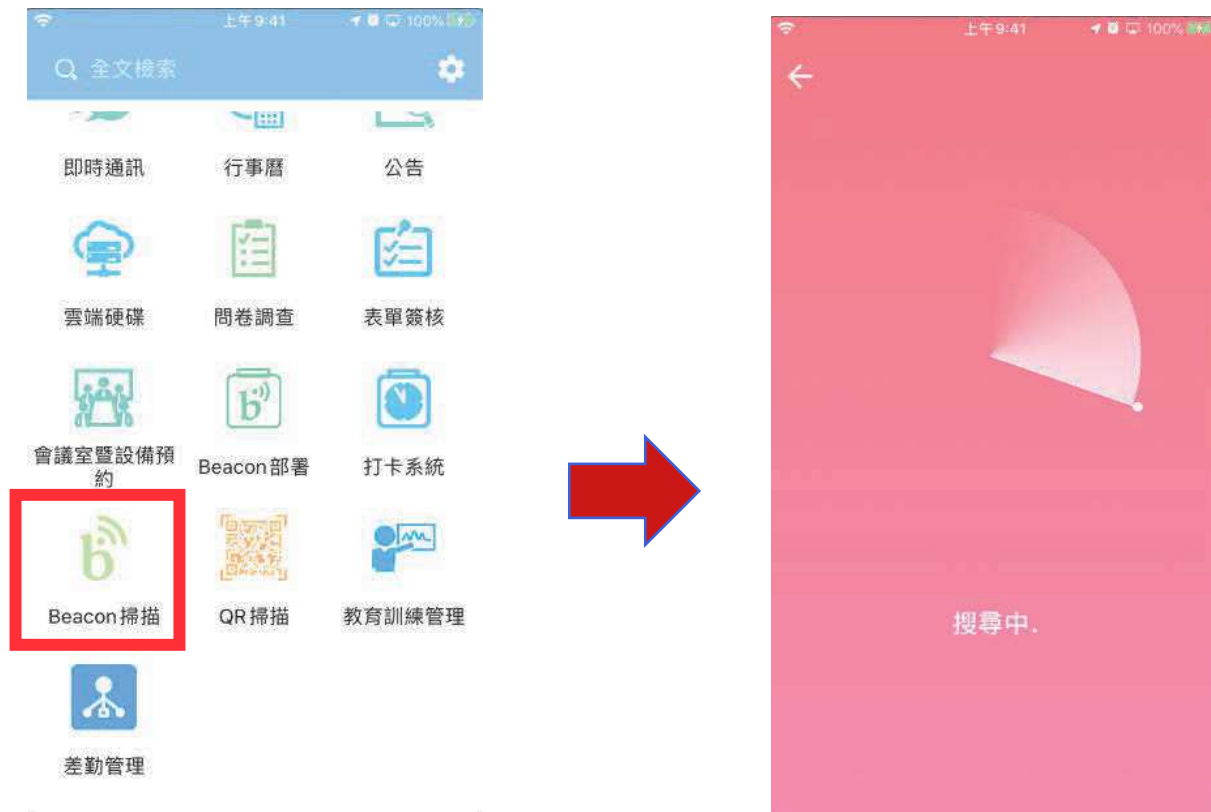 上午9:41
100%
全文檢索
即時通訊
行事曆
公告
雲端硬碟
問卷調查
表單簽核
會議室暨設備預
約
Beacon部署
打卡系統
Beacon掃描
QR掃描
教育訓練管理
差勤管理
上午9:41
100%
搜尋中.